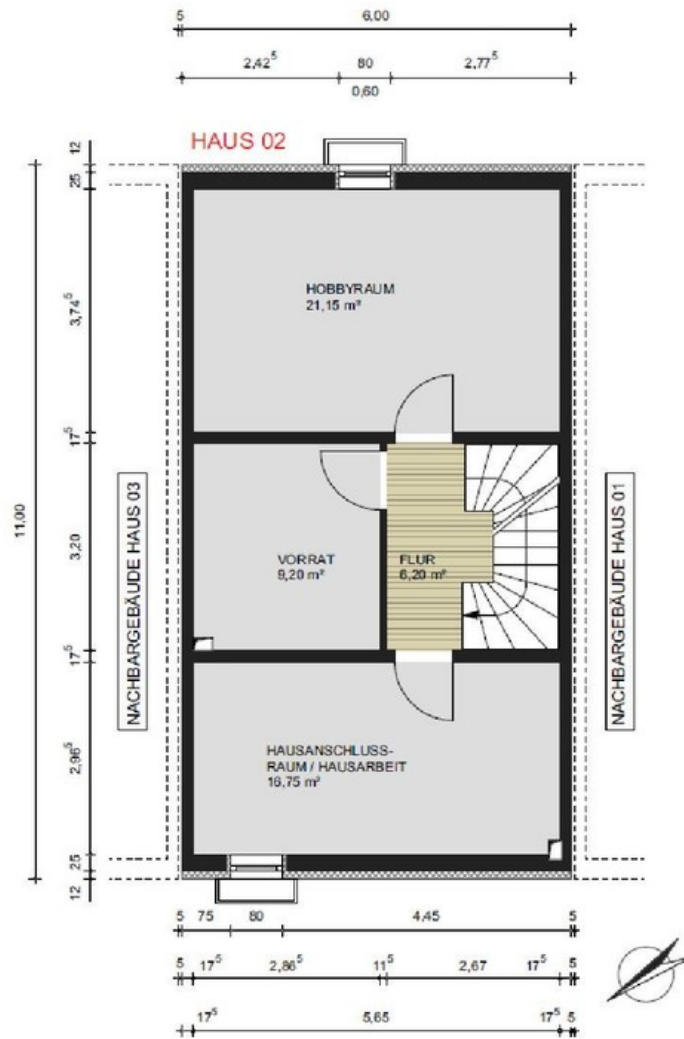 5 6,00
2,42⁵ 80 2,77⁵
0,60
HAUS 02
12
25
3,74⁵
17⁵
3,20
17⁵
2,96⁵
25
12
11,00
HOBBYRAUM
21,15 m²
VORRAT
9,20 m²
FLUR
6,20 m²
NACHBARGEBÄUDE HAUS 03
NACHBARGEBÄUDE HAUS 01
HAUSANSCHLUSS-
RAUM / HAUSARBEIT
16,75 m²
5 75 80 4,45 5
5 17⁵ 2,86⁵ 11⁵ 2,67 17⁵ 5
17⁵ 5,65 17⁵ 5